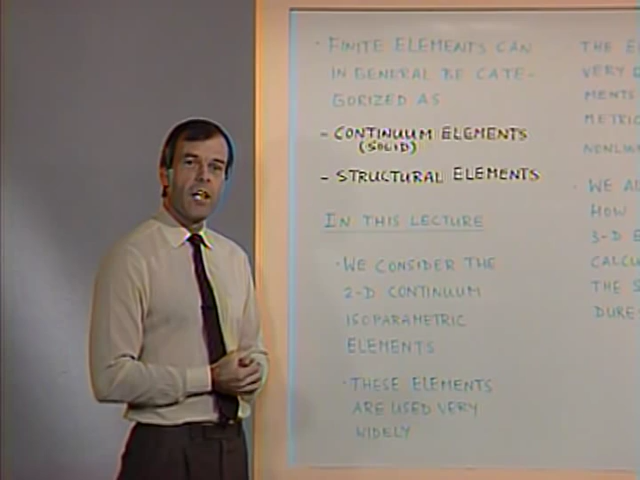 · FINITE ELEMENTS CAN
IN GENERAL BE CATE-
GORIZED AS
- CONTINUUM ELEMENTS
(SOLID)
- STRUCTURAL ELEMENTS
IN THIS LECTURE
· WE CONSIDER THE
2-D CONTINUUM
ISOPARAMETRIC
ELEMENTS
· THESE ELEMENTS
ARE USED VERY
WIDELY
THE
VERY
MENTS
METRIC
NONLIN
· WE
HOW
3-D
CALCU
THE
DURE